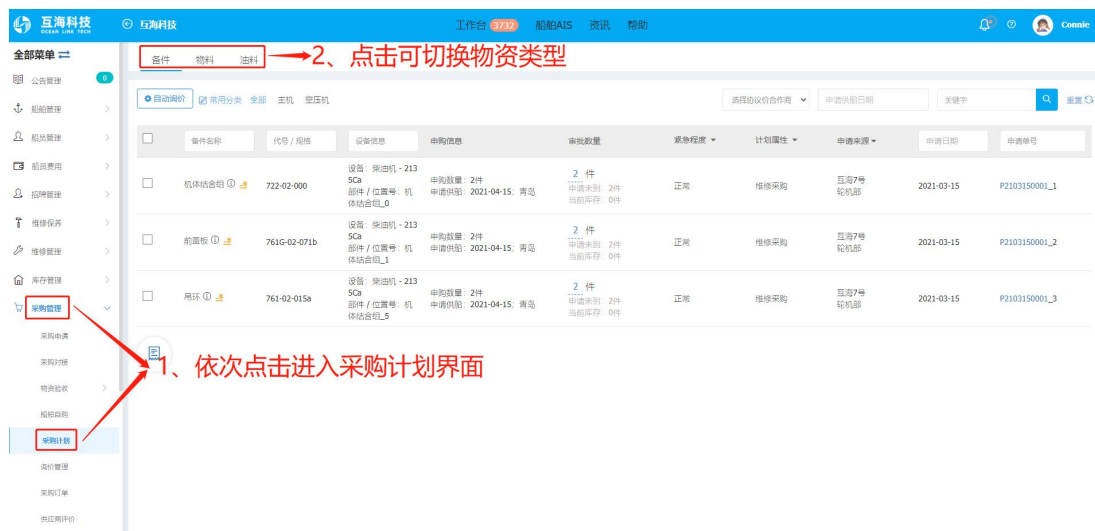 互海科技
OCEAN LINK TECH
互海科技
工作台 3732 船舶AIS 资讯 帮助
Connie
全部菜单
备件 物料 油料
2、点击可切换物资类型
公告管理 0
船舶管理
船员管理
船员费用
招聘管理
维修保养
维修管理
库存管理
采购管理
采购申请
采购对接
物资验收
船舶自购
采购计划
询价管理
采购订单
供应商评价
自动询价 常用分类 全部 主机 空压机
选择协议价合作商 申请供船日期 关键字 重置
备件名称 代号 / 规格 设备信息 申购信息 审批数量 紧急程度 计划属性 申请来源 申请日期 申请单号
机体结合组 722-02-000
设备：柴油机 - 213
5Ca
部件 / 位置号：机
体结合组_0
申购数量：2件
申请供船：2021-04-15；青岛
2 件
申请未到：2件
当前库存：0件
正常 维修采购
互海7号
轮机部
2021-03-15 P2103150001_1
前盖板 761G-02-071b
设备：柴油机 - 213
5Ca
部件 / 位置号：机
体结合组_1
申购数量：2件
申请供船：2021-04-15；青岛
2 件
申请未到：2件
当前库存：0件
正常 维修采购
互海7号
轮机部
2021-03-15 P2103150001_2
吊环 761-02-015a
设备：柴油机 - 213
5Ca
部件 / 位置号：机
体结合组_5
申购数量：2件
申请供船：2021-04-15；青岛
2 件
申请未到：2件
当前库存：0件
正常 维修采购
互海7号
轮机部
2021-03-15 P2103150001_3
1、依次点击进入采购计划界面